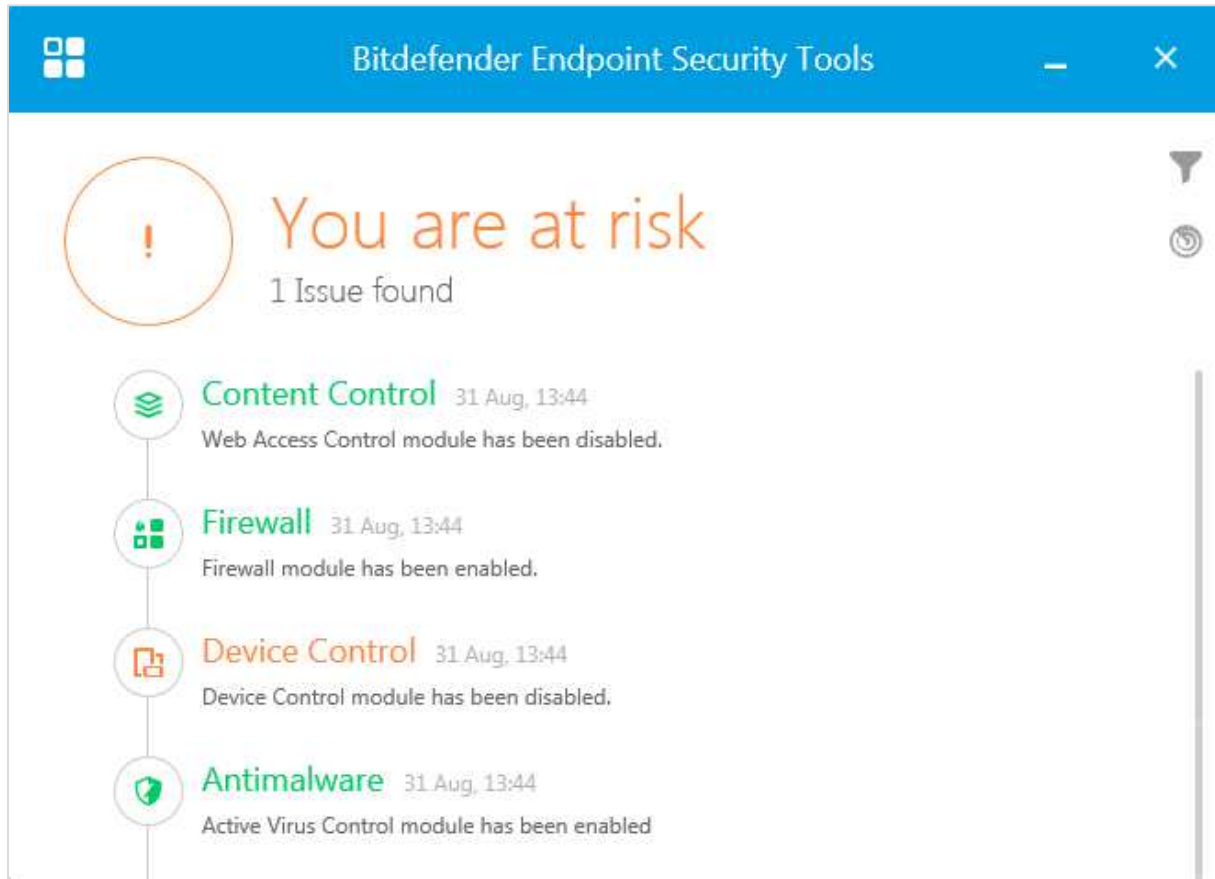 Bitdefender Endpoint Security Tools
!
You are at risk
1 Issue found
Content Control 31 Aug, 13:44
Web Access Control module has been disabled.
Firewall 31 Aug, 13:44
Firewall module has been enabled.
Device Control 31 Aug, 13:44
Device Control module has been disabled.
Antimalware 31 Aug, 13:44
Active Virus Control module has been enabled